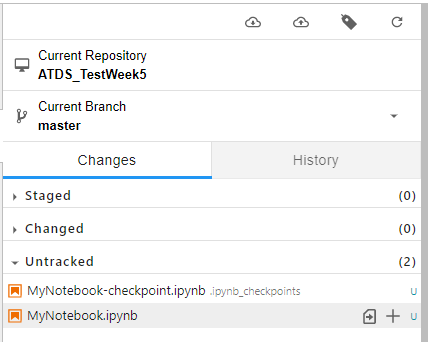 Current Repository
ATDS_TestWeek5
Current Branch
master
Changes History
Staged (0)
Changed (0)
Untracked (2)
MyNotebook-checkpoint.ipynb .ipynb_checkpoints U
MyNotebook.ipynb U